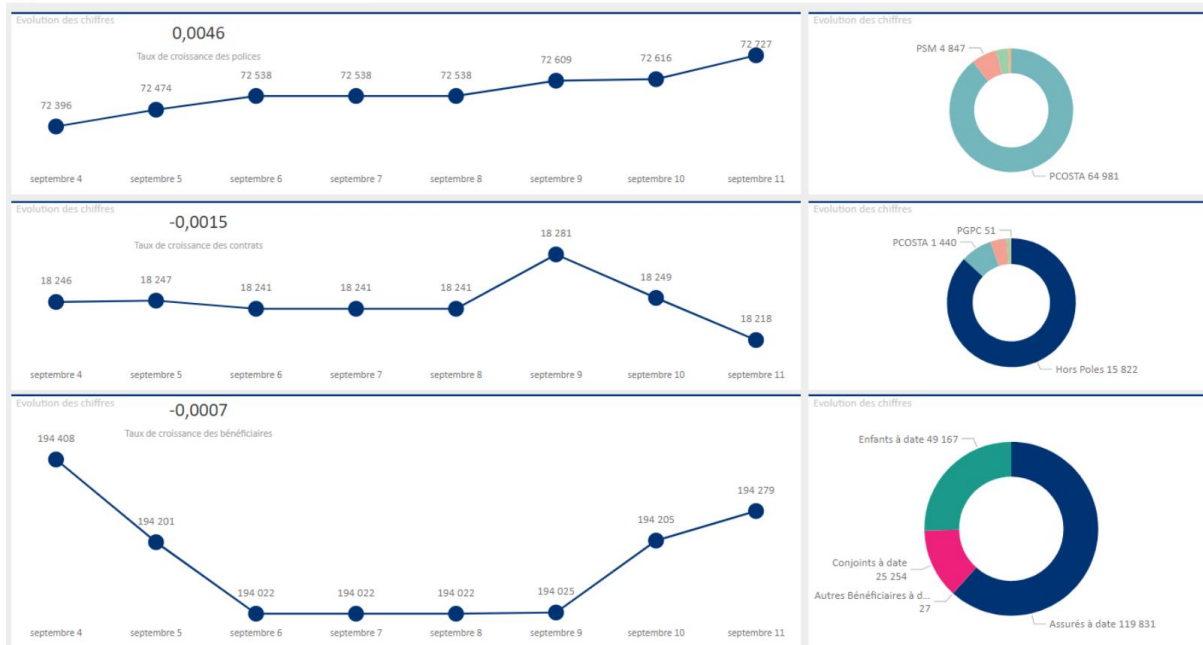 Evolution des chiffres
0,0046
Taux de croissance des polices
72 396
72 474
72 538
72 538
72 538
72 609
72 616
72 727
septembre 4
septembre 5
septembre 6
septembre 7
septembre 8
septembre 9
septembre 10
septembre 11
Evolution des chiffres
PSM 4 847
PCOSTA 64 981
Evolution des chiffres
-0,0015
Taux de croissance des contrats
18 246
18 247
18 241
18 241
18 241
18 281
18 249
18 218
septembre 4
septembre 5
septembre 6
septembre 7
septembre 8
septembre 9
septembre 10
septembre 11
Evolution des chiffres
PGPC 51
PCOSTA 1 440
Hors Poles 15 822
Evolution des chiffres
-0,0007
Taux de croissance des bénéficiaires
194 408
194 201
194 022
194 022
194 022
194 025
194 205
194 279
septembre 4
septembre 5
septembre 6
septembre 7
septembre 8
septembre 9
septembre 10
septembre 11
Evolution des chiffres
Enfants à date 49 167
Conjoints à date
25 254
Autres Bénéficiaires à d...
27
Assurés à date 119 831